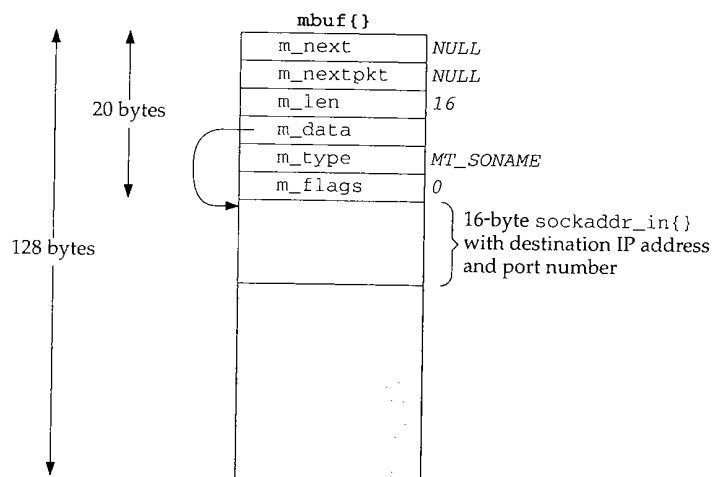 mbuf{}
m_next NULL
m_nextpkt NULL
m_len 16
20 bytes
m_data
m_type MT_SONAME
m_flags 0
16-byte sockaddr_in{}
with destination IP address
and port number
128 bytes